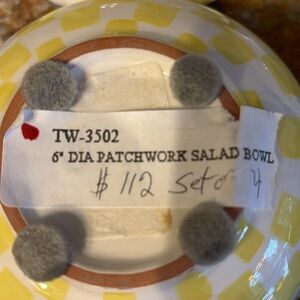 TW-3502
6" DIA PATCHWORK SALAD BOWL
$ 112 set of 4